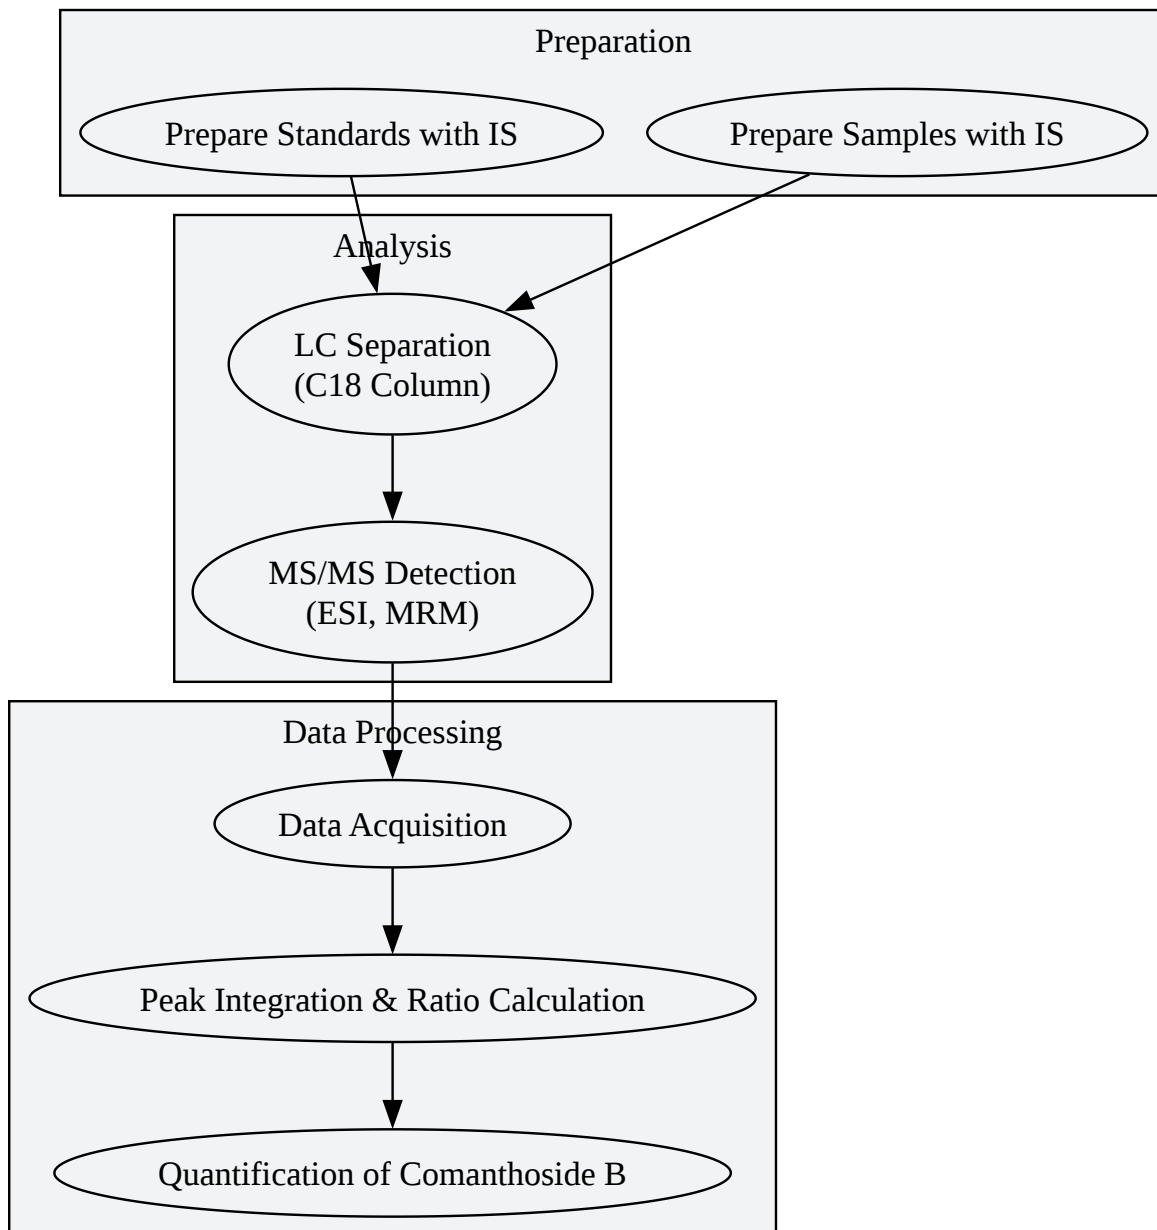 Preparation
Prepare Standards with IS
Prepare Samples with IS
Analysis
LC Separation
(C18 Column)
MS/MS Detection
(ESI, MRM)
Data Processing
Data Acquisition
Peak Integration & Ratio Calculation
Quantification of Comanthoside B